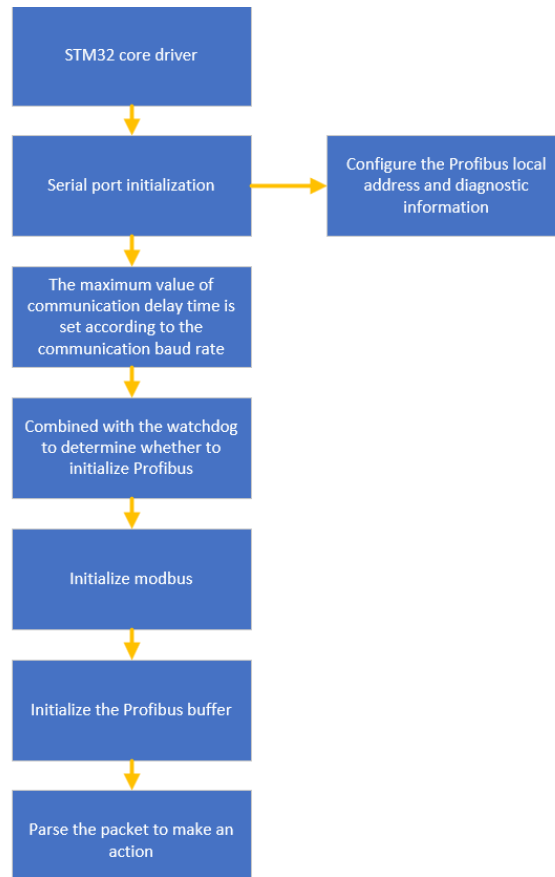 STM32 core driver
Serial port initialization
Configure the Profibus local
address and diagnostic
information
The maximum value of
communication delay time is
set according to the
communication baud rate
Combined with the watchdog
to determine whether to
initialize Profibus
Initialize modbus
Initialize the Profibus buffer
Parse the packet to make an
action